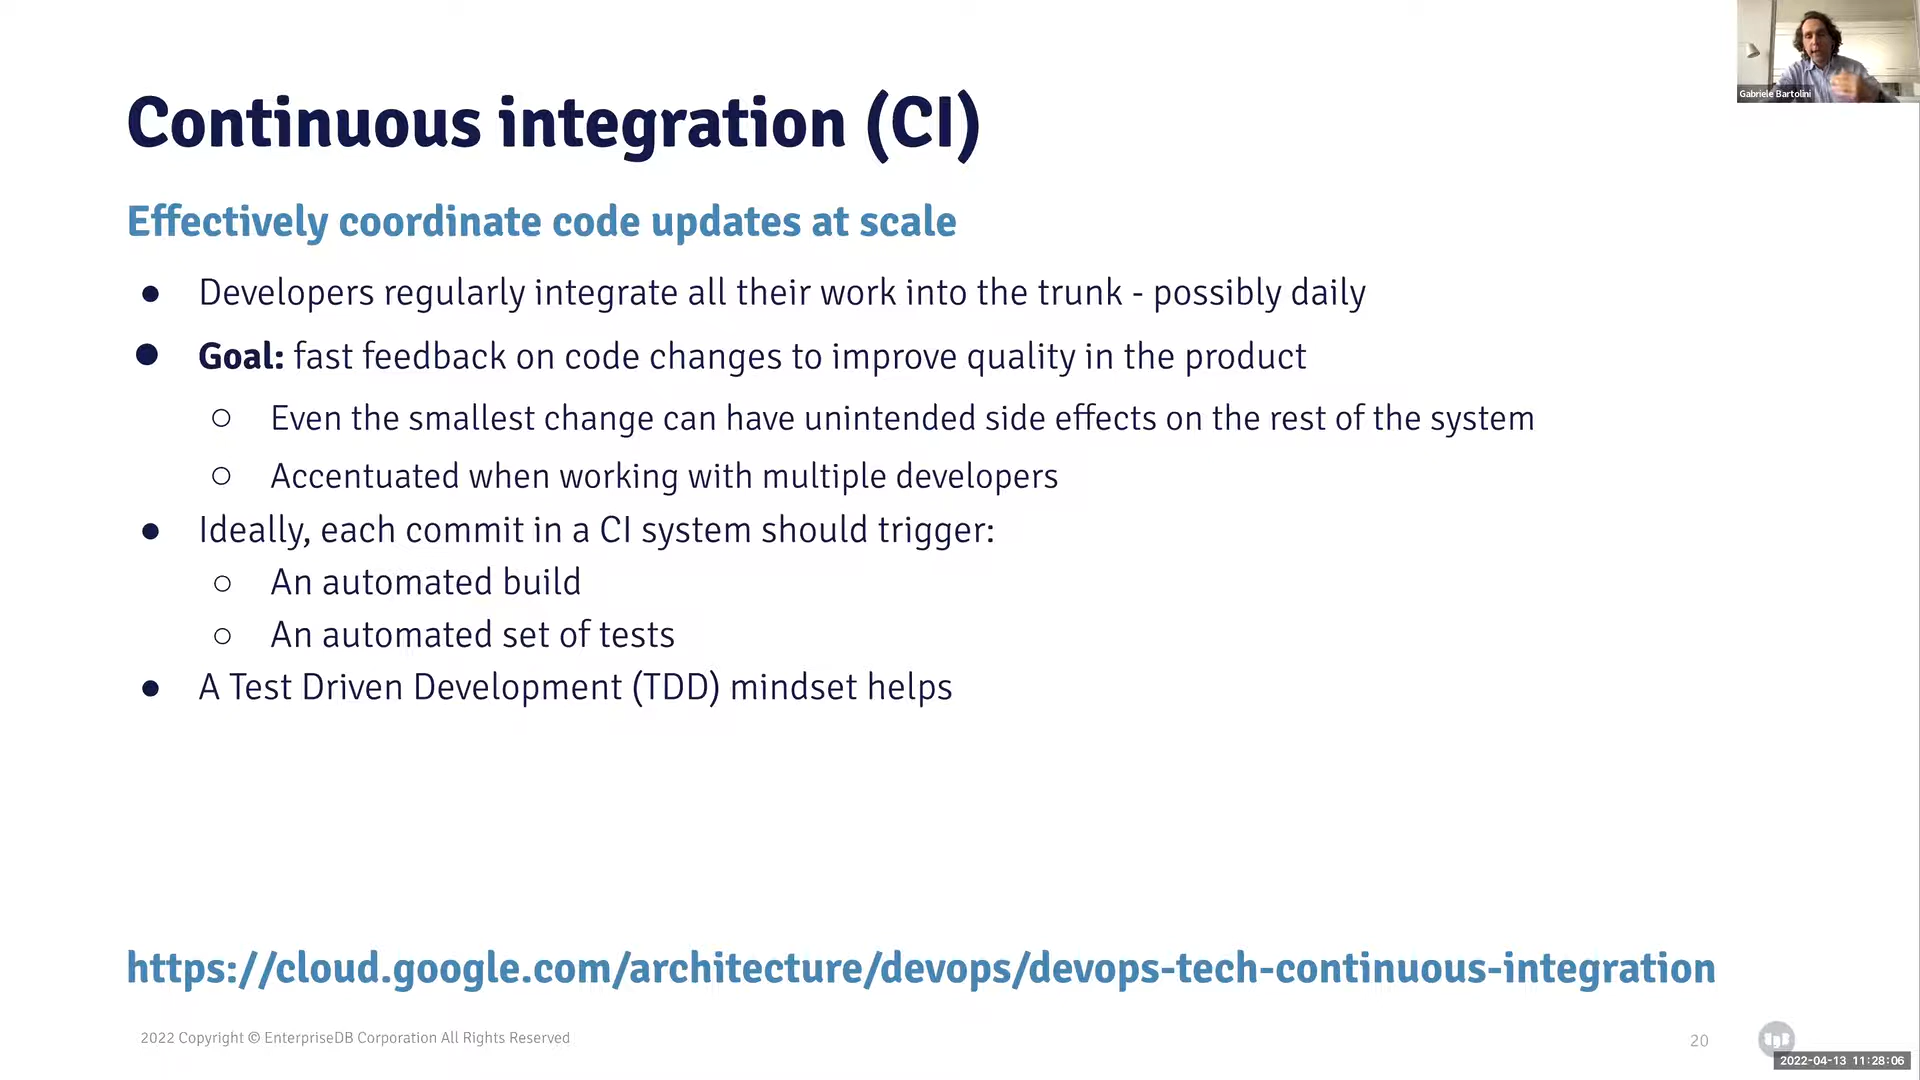 Gabriele Bartolini
Continuous integration (CI)
Effectively coordinate code updates at scale
● Developers regularly integrate all their work into the trunk - possibly daily
● Goal: fast feedback on code changes to improve quality in the product
○ Even the smallest change can have unintended side effects on the rest of the system
○ Accentuated when working with multiple developers
● Ideally, each commit in a CI system should trigger:
○ An automated build
○ An automated set of tests
● A Test Driven Development (TDD) mindset helps
https://cloud.google.com/architecture/devops/devops-tech-continuous-integration
2022 Copyright © EnterpriseDB Corporation All Rights Reserved
20
2022-04-13 11:28:06